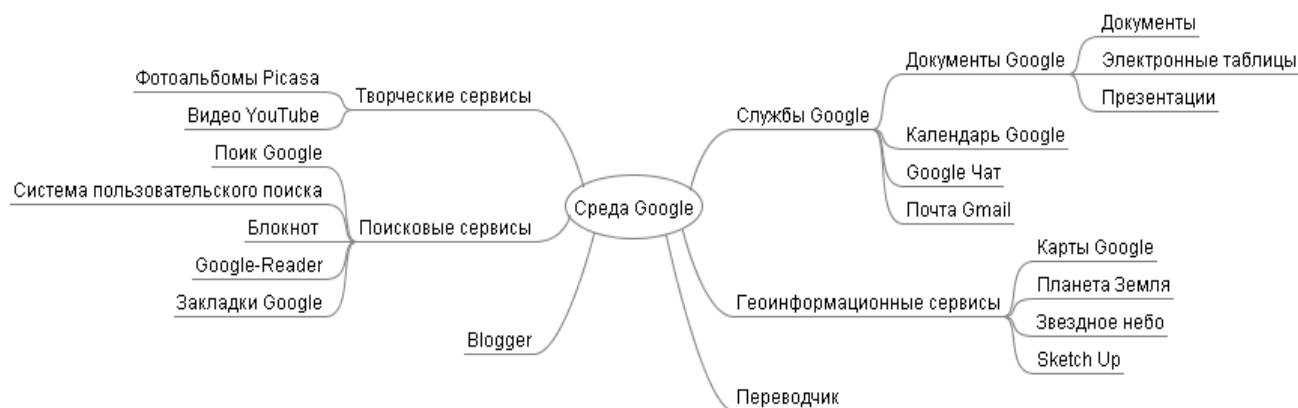 Среда Google
Творческие сервисы
Фотоальбомы Picasa
Видео YouTube
Поисковые сервисы
Поик Google
Система пользовательского поиска
Блокнот
Google-Reader
Закладки Google
Blogger
Службы Google
Документы Google
Документы
Электронные таблицы
Презентации
Календарь Google
Google Чат
Почта Gmail
Геоинформационные сервисы
Карты Google
Планета Земля
Звездное небо
Sketch Up
Переводчик